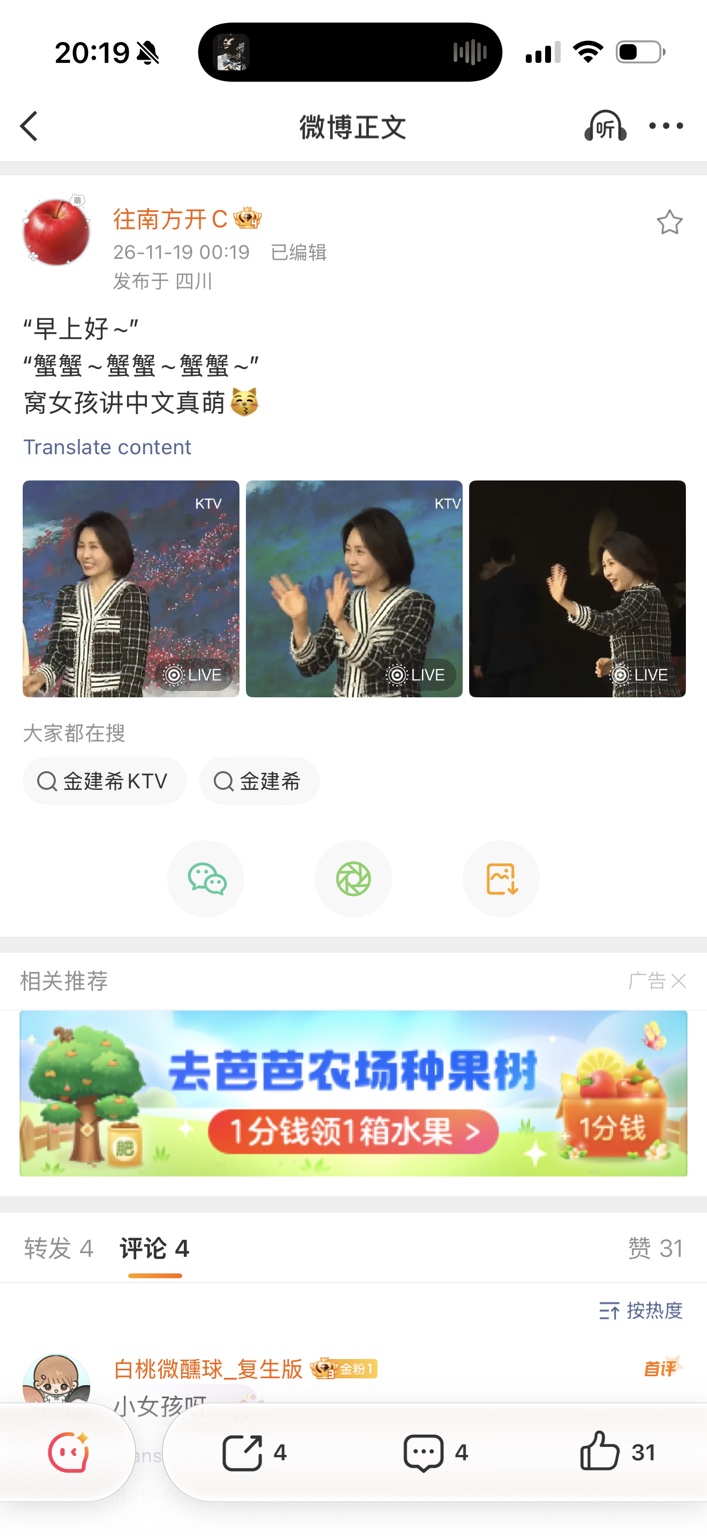 20:19
听
微博正文
萌
往南方开C
26-11-19 00:19 已编辑
发布于 四川
“早上好~”
“蟹蟹~蟹蟹~蟹蟹~”
窝女孩讲中文真萌
Translate content
KTV
KTV
LIVE
LIVE
LIVE
大家都在搜
金建希KTV
金建希
相关推荐
广告
去芭芭农场种果树
1分钱领1箱水果 >
肥
1分钱
转发 4
评论 4
赞 31
按热度
白桃微醺球_复生版
金粉1
首评
小女孩呀
4
4
31